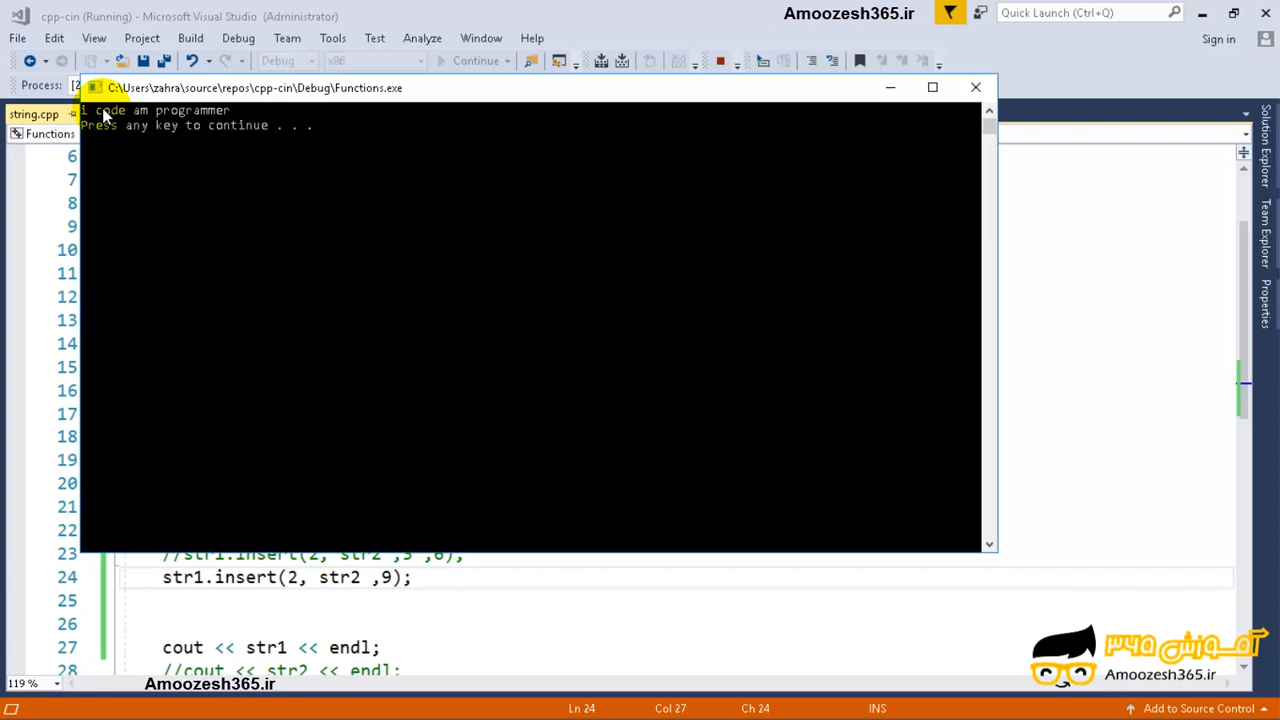 cpp-cin (Running) - Microsoft Visual Studio (Administrator)
Amoozesh365.ir
Quick Launch (Ctrl+Q)
File Edit View Project Build Debug Team Tools Test Analyze Window Help
Sign in
Debug x86 Continue
Process: [2
C:\Users\zahra\source\repos\cpp-cin\Debug\Functions.exe
string.cpp
Functions
i code am programmer
Press any key to continue . . .
Solution Explorer
Team Explorer
Properties
6
7
8
9
10
11
12
13
14
15
16
17
18
19
20
21
22
23 //str1.insert(2, str2 ,5 ,6);
24 str1.insert(2, str2 ,9);
25
26
27 cout << str1 << endl;
28 //cout << str2 << endl;
119 %
Amoozesh365.ir
آموزش ۳۶۵
Amoozesh365.ir
Ln 24 Col 27 Ch 24 INS
Add to Source Control